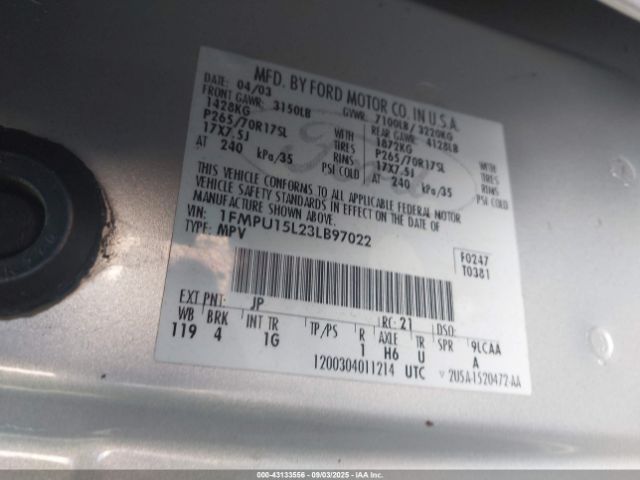 MFD. BY FORD MOTOR CO. IN U.S.A.
DATE: 04/03 GVWR: 7100LB/ 3220KG
FRONT GAWR: 3150LB REAR GAWR: 4128LB
1428KG WITH 1872KG WITH
P265/70R17SL TIRES P265/70R17SL TIRES
17X7.5J RIMS 17X7.5J RIMS
AT 240 kPa/35 PSI COLD AT 240 kPa/35 PSI COLD
THIS VEHICLE CONFORMS TO ALL APPLICABLE FEDERAL MOTOR
VEHICLE SAFETY STANDARDS IN EFFECT ON THE DATE OF
MANUFACTURE SHOWN ABOVE.
VIN: 1FMPU15L23LB97022
TYPE: MPV
F0247
T0381
EXT PNT: JP RC: 21 DSO:
WB BRK INT TR TP/PS R AXLE TR SPR 9LCAA
119 4 1G 1 H6 U A
1200304011214 UTC ▽ 2U5A-1520472-AA
000-43133556 - 09/03/2025 - IAAI.COM